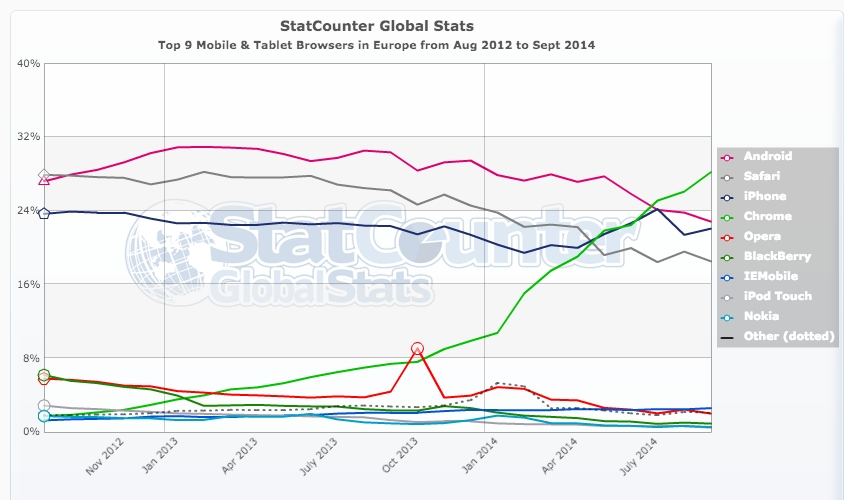 StatCounter Global Stats
Top 9 Mobile & Tablet Browsers in Europe from Aug 2012 to Sept 2014
40%
32%
24%
16%
8%
0%
Nov 2012
Jan 2013
Apr 2013
July 2013
Oct 2013
Jan 2014
Apr 2014
July 2014
StatCounter
GlobalStats
Android
Safari
iPhone
Chrome
Opera
BlackBerry
IEMobile
iPod Touch
Nokia
Other (dotted)